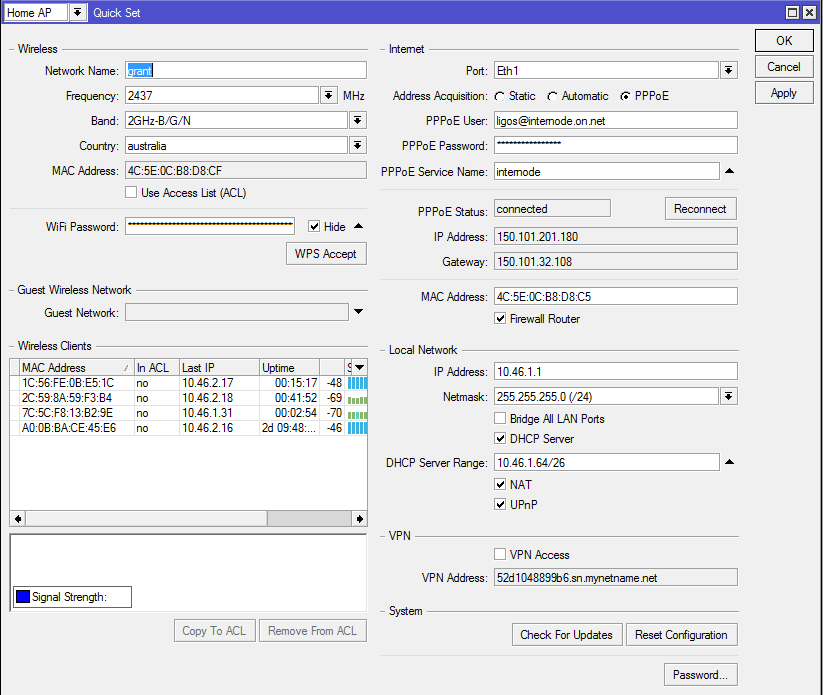 Home AP Quick Set
Wireless
Network Name: grant
Frequency: 2437 MHz
Band: 2GHz-B/G/N
Country: australia
MAC Address: 4C:5E:0C:B8:D8:CF
Use Access List (ACL)
WiFi Password: ******************************** Hide
WPS Accept
Guest Wireless Network
Guest Network:
Wireless Clients
MAC Address In ACL Last IP Uptime S
1C:56:FE:0B:E5:1C no 10.46.2.17 00:15:17 -48
2C:59:8A:59:F3:B4 no 10.46.2.18 00:41:52 -69
7C:5C:F8:13:B2:9E no 10.46.1.31 00:02:54 -70
A0:0B:BA:CE:45:E6 no 10.46.2.16 2d 09:48:... -46
Signal Strength:
Copy To ACL Remove From ACL
Internet
Port: Eth1
Address Acquisition: Static Automatic PPPoE
PPPoE User: ligos@internode.on.net
PPPoE Password: ****************
PPPoE Service Name: internode
PPPoE Status: connected Reconnect
IP Address: 150.101.201.180
Gateway: 150.101.32.108
MAC Address: 4C:5E:0C:B8:D8:C5
Firewall Router
Local Network
IP Address: 10.46.1.1
Netmask: 255.255.255.0 (/24)
Bridge All LAN Ports
DHCP Server
DHCP Server Range: 10.46.1.64/26
NAT
UPnP
VPN
VPN Access
VPN Address: 52d1048899b6.sn.mynetname.net
System
Check For Updates Reset Configuration
Password...
OK
Cancel
Apply